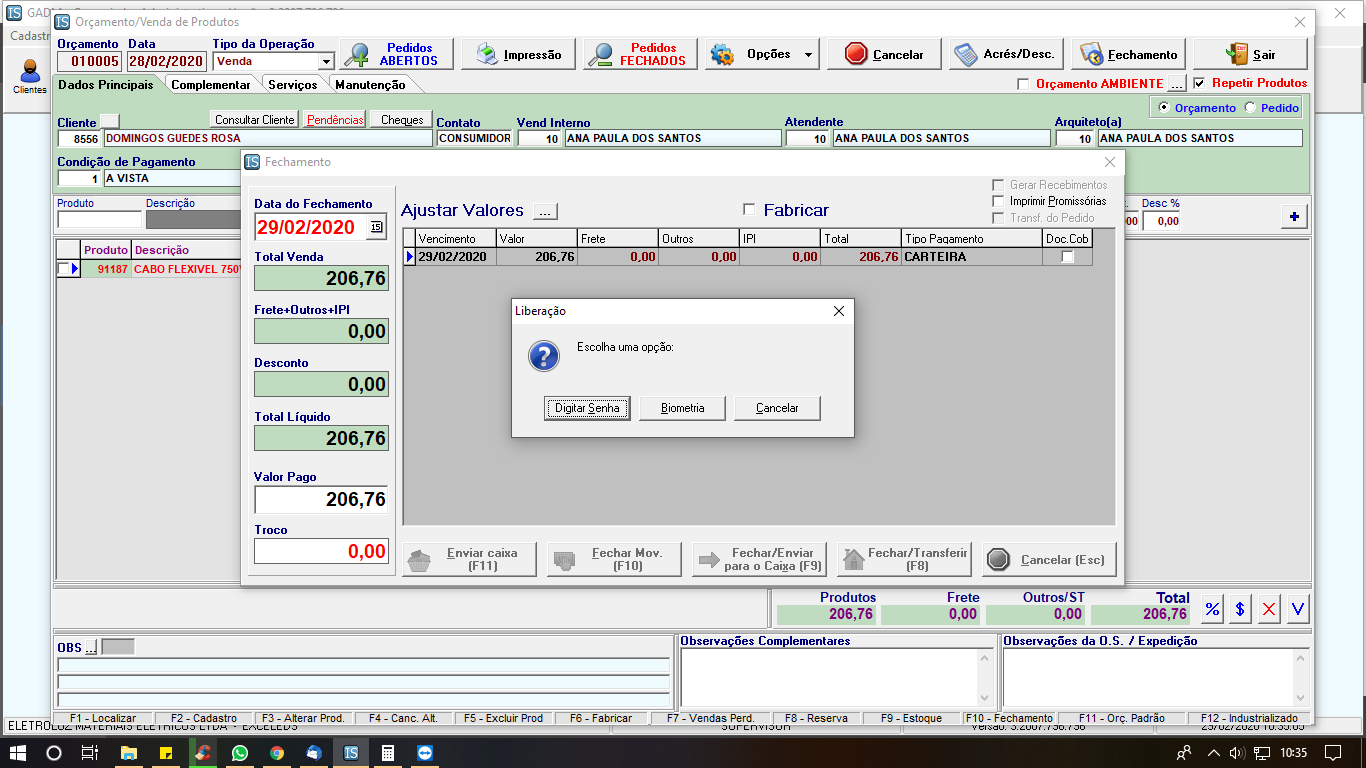 Orçamento/Venda de Produtos
Cadastr
Clientes
Orçamento
010005
Data
28/02/2020
Tipo da Operação
Venda
Pedidos
ABERTOS
Impressão
Pedidos
FECHADOS
Opções
Cancelar
Acrés/Desc.
Fechamento
Sair
Dados Principais
Complementar
Serviços
Manutenção
Orçamento AMBIENTE
...
Repetir Produtos
Orçamento
Pedido
Cliente
Consultar Cliente
Pendências
Cheques
Contato
Vend Interno
Atendente
Arquiteto(a)
8556
DOMINGOS GUEDES ROSA
CONSUMIDOR
10
ANA PAULA DOS SANTOS
10
ANA PAULA DOS SANTOS
10
ANA PAULA DOS SANTOS
Condição de Pagamento
1
A VISTA
Produto
Descrição
Desc %
00
0,00
+
Produto
Descrição
91187
CABO FLEXIVEL 750V
Fechamento
Data do Fechamento
29/02/2020
15
Total Venda
206,76
Frete+Outros+IPI
0,00
Desconto
0,00
Total Líquido
206,76
Valor Pago
206,76
Troco
0,00
Ajustar Valores
...
Fabricar
Gerar Recebimentos
Imprimir Promissórias
Transf. do Pedido
Vencimento
Valor
Frete
Outros
IPI
Total
Tipo Pagamento
Doc.Cob
29/02/2020
206,76
0,00
0,00
0,00
206,76
CARTEIRA
Liberação
Escolha uma opção:
Digitar Senha
Biometria
Cancelar
Enviar caixa
(F11)
Fechar Mov.
(F10)
Fechar/Enviar
para o Caixa (F9)
Fechar/Transferir
(F8)
Cancelar (Esc)
Produtos
206,76
Frete
0,00
Outros/ST
0,00
Total
206,76
%
$
X
V
OBS
...
Observações Complementares
Observações da O.S. / Expedição
F1 - Localizar
F2 - Cadastro
F3 - Alterar Prod.
F4 - Canc. Alt.
F5 - Excluir Prod
F6 - Fabricar
F7 - Vendas Perd.
F8 - Reserva
F9 - Estoque
F10 - Fechamento
F11 - Orç. Padrão
F12 - Industrializado
ELETROLUZ MATERIAIS ELETRICOS LTDA - EXCELEDS
SUPERVISOR
Versão: 3.2007.736.736
29/02/2020 10:35:05
10:35